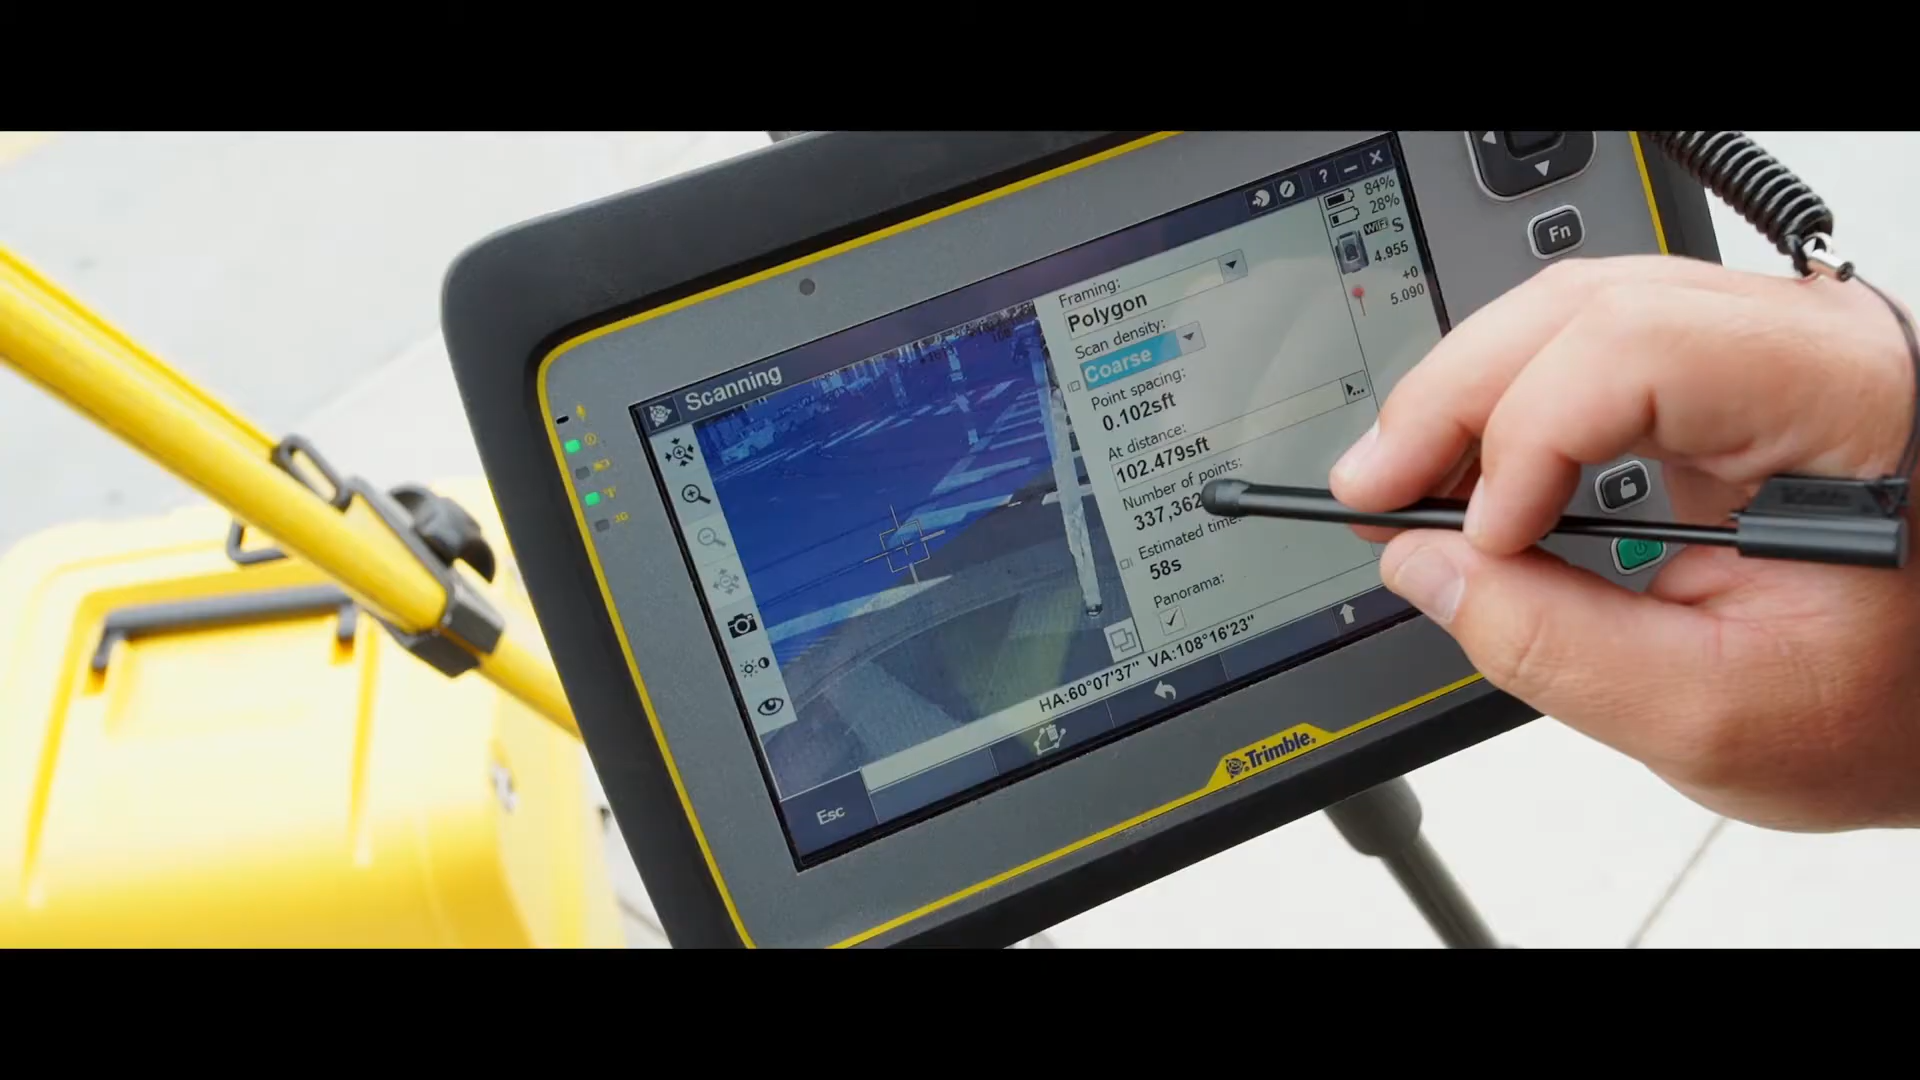 Scanning
Framing:
Polygon
Scan density:
Coarse
Point spacing:
0.102sft
At distance:
102.479sft
Number of points:
337,362
Estimated time:
58s
Panorama:
HA:60°07'37" VA:108°16'23"
Esc
? 
84%
28%
WiFi S
4.955
+0
5.090
Fn
3G
Trimble.